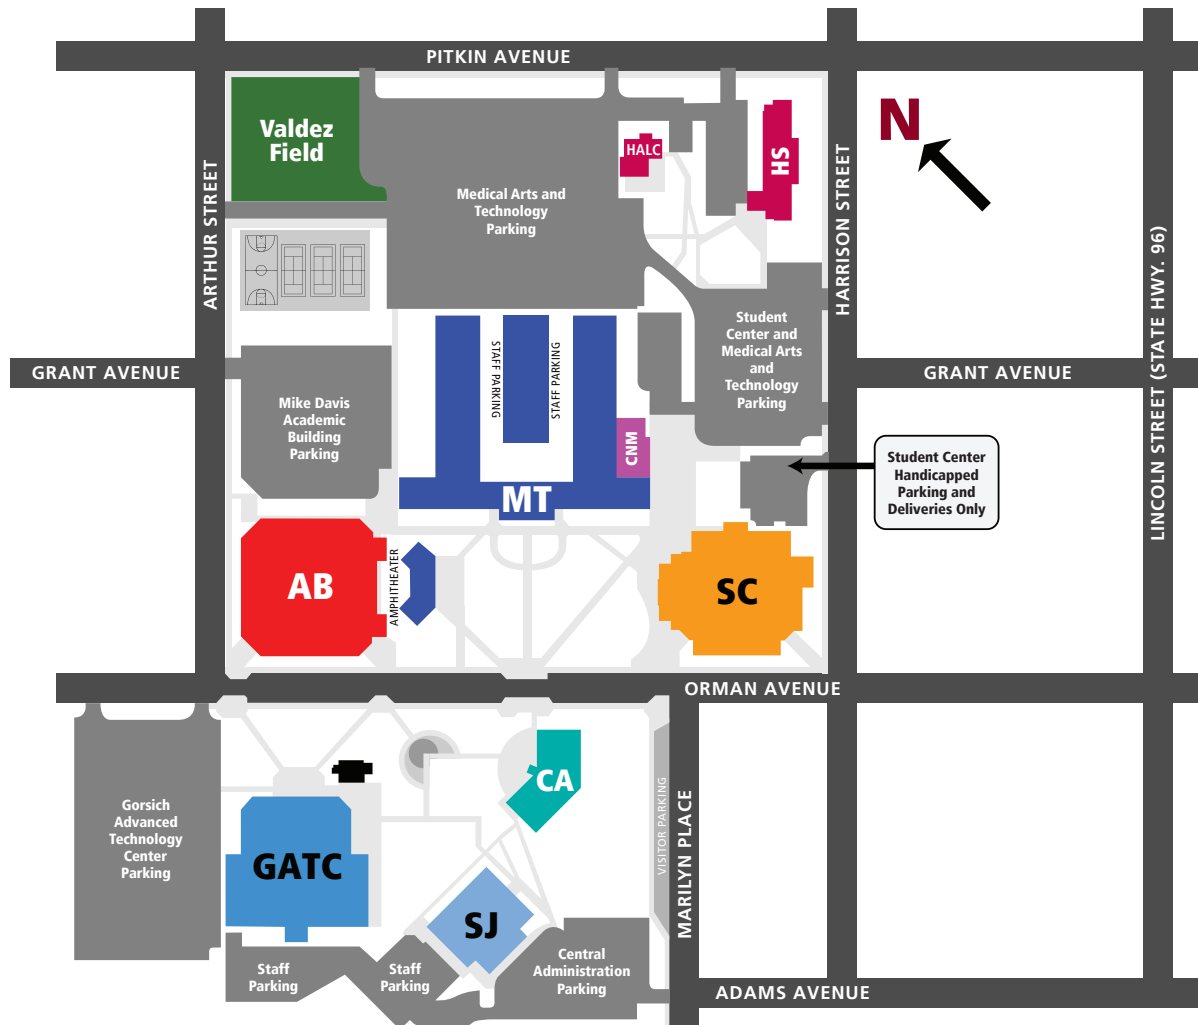 PITKIN AVENUE
Valdez
Field
HALC
HS
N
ARTHUR STREET
HARRISON STREET
LINCOLN STREET (STATE HWY. 96)
Medical Arts and
Technology
Parking
Student
Center and
Medical Arts
and
Technology
Parking
STAFF PARKING
STAFF PARKING
GRANT AVENUE
GRANT AVENUE
Mike Davis
Academic
Building
Parking
CNM
Student Center
Handicapped
Parking and
Deliveries Only
MT
AB
AMPHITHEATER
SC
ORMAN AVENUE
CA
VISITOR PARKING
MARILYN PLACE
Gorsich
Advanced
Technology
Center
Parking
GATC
SJ
Staff
Parking
Staff
Parking
Central
Administration
Parking
ADAMS AVENUE